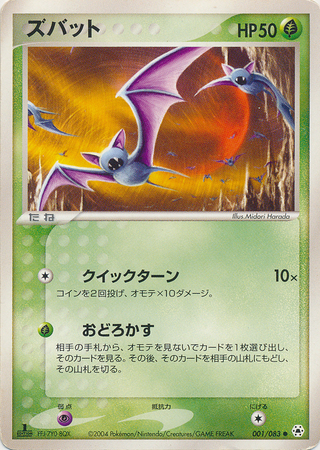 ズバット HP50
たね
Illus.Midori Harada
クイックターン 10×
コインを2回投げ、オモテ×10ダメージ。
おどろかす
相手の手札から、オモテを見ないでカードを1枚選び出し、
そのカードを見る。その後、そのカードを相手の山札にもどし、
その山札を切る。
弱点 抵抗力 にげる
1 EDITION
©2004 Pokémon/Nintendo/Creatures/GAME FREAK
001/083 ●